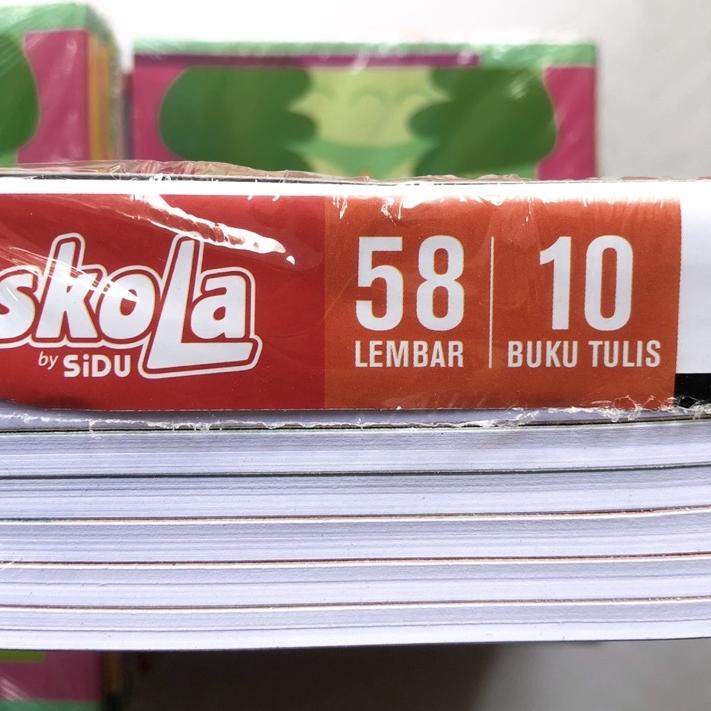 skoLa
by SiDU
58
LEMBAR
10
BUKU TULIS